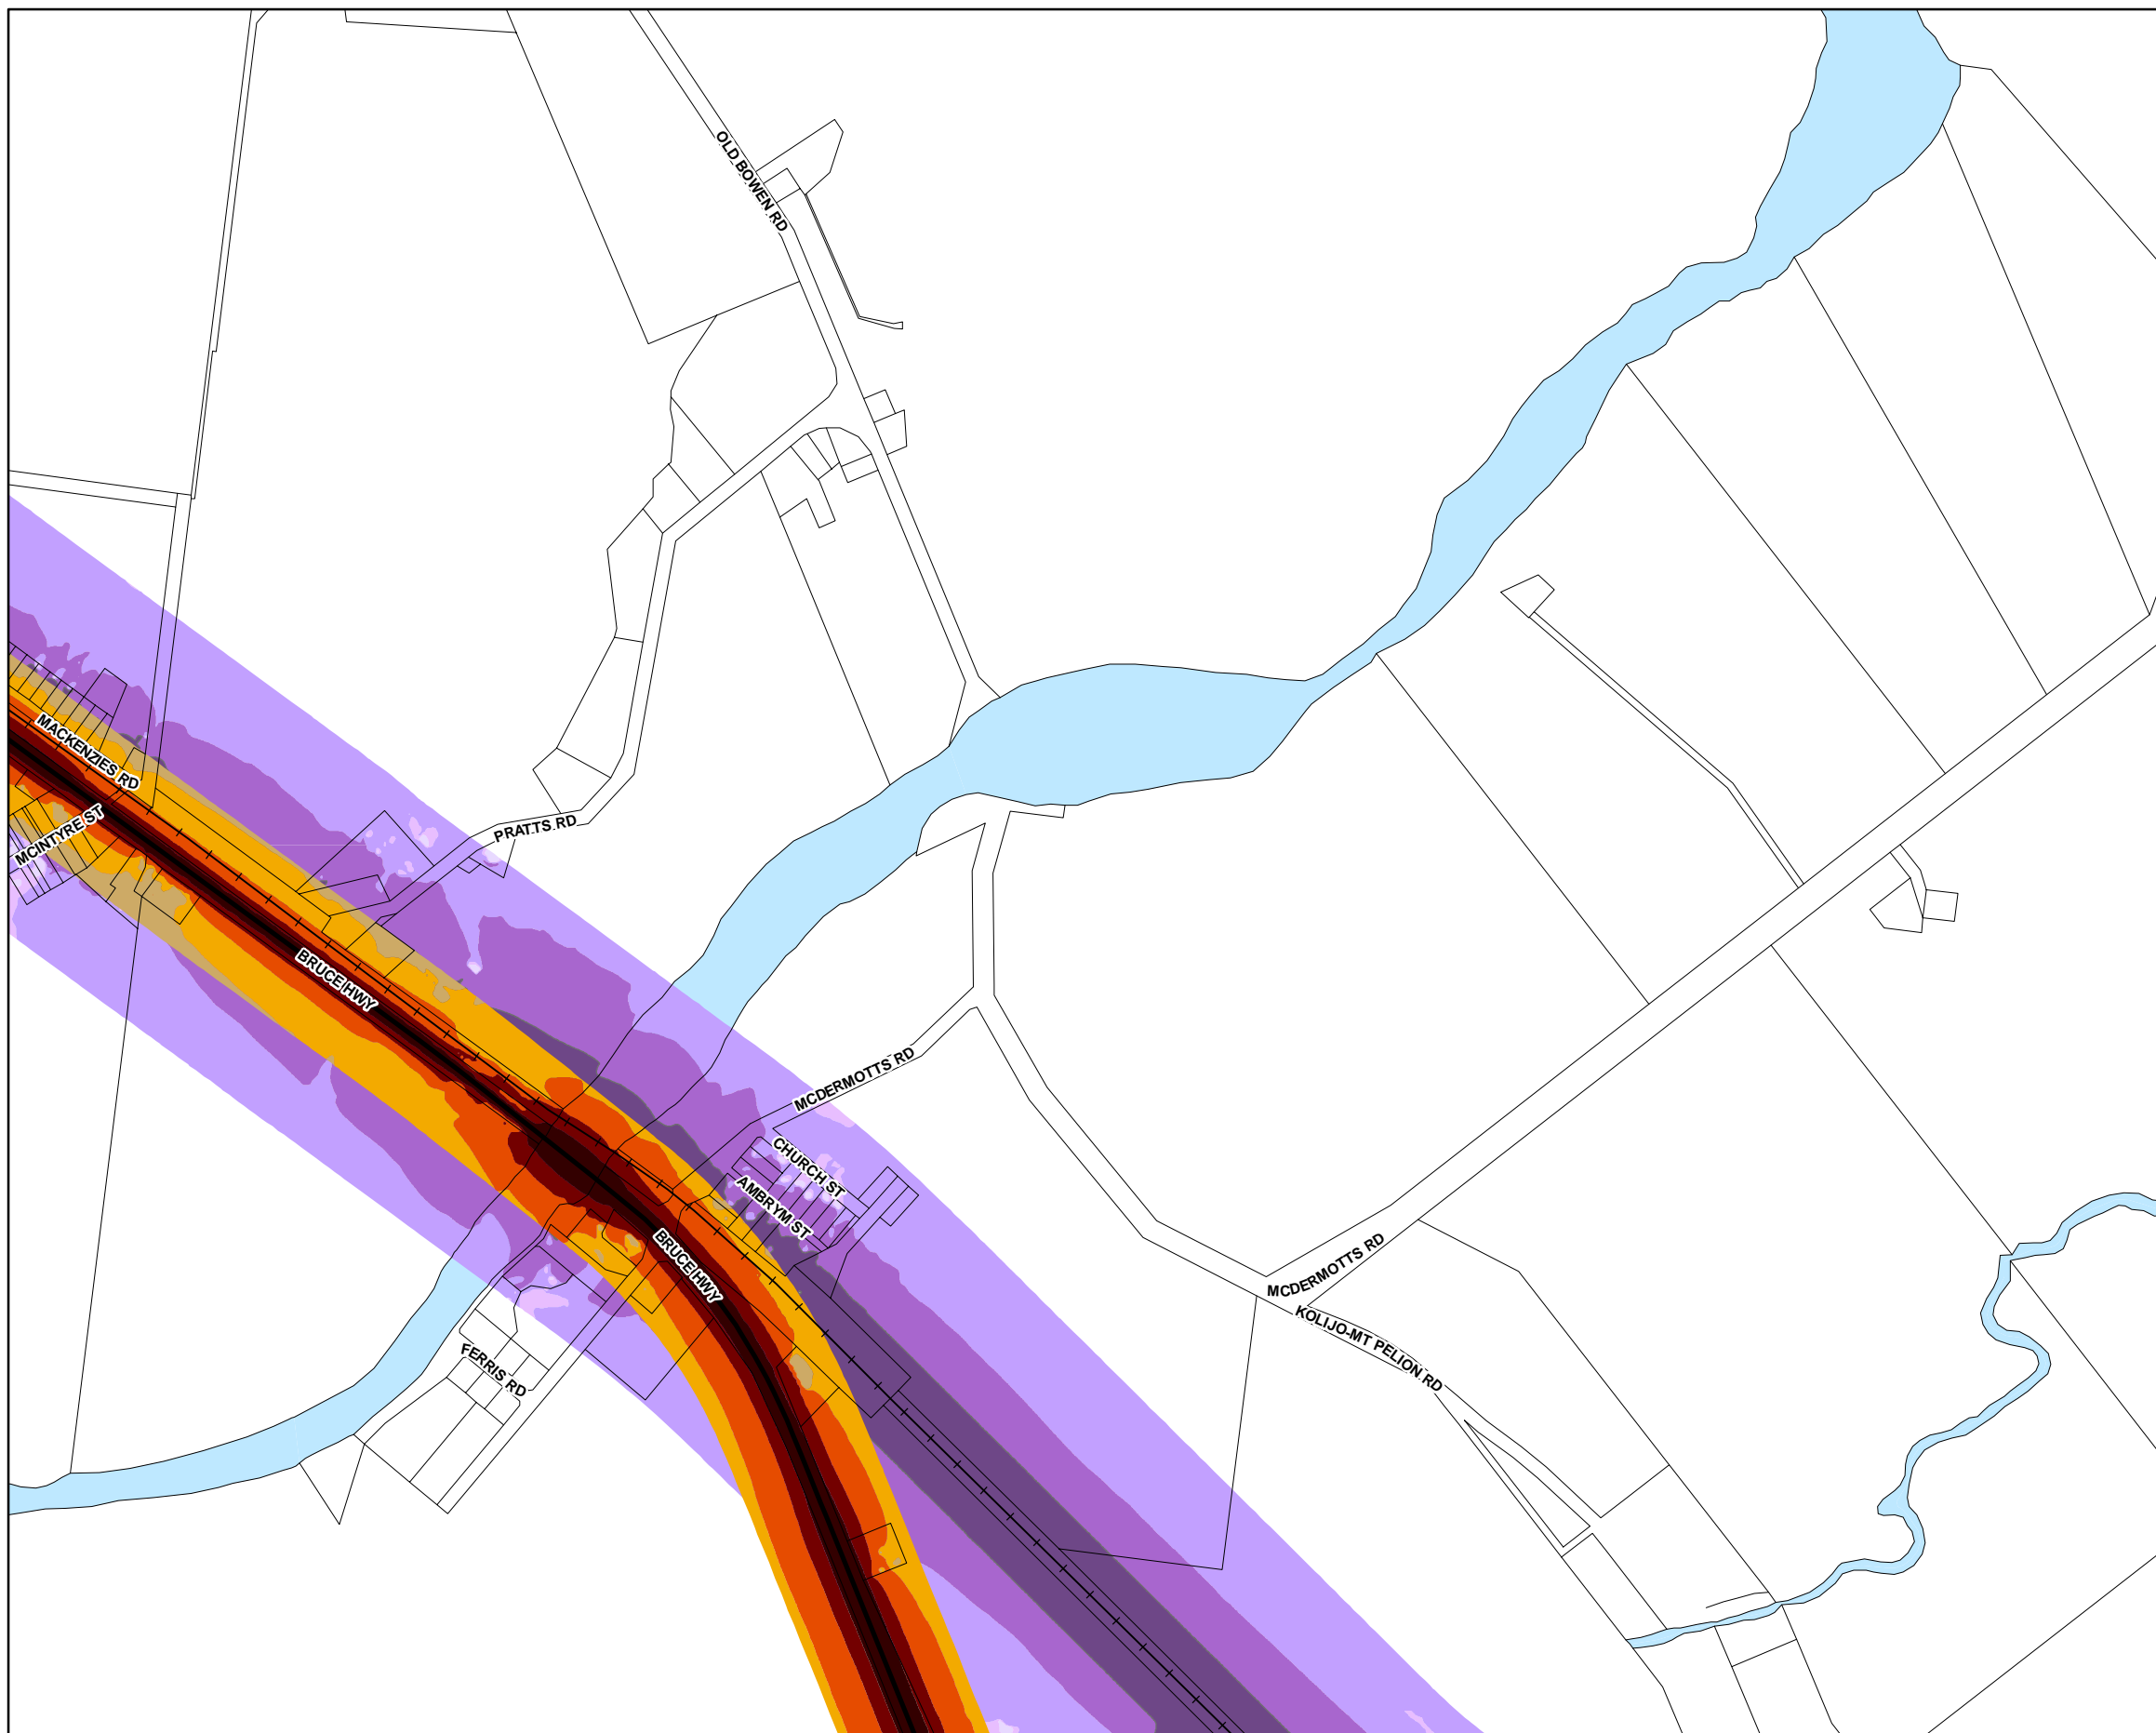 OLD BOWEN RD
MACKENZIES RD
MCINTYRE ST
PRATTS RD
BRUCE HWY
MCDERMOTTS RD
CHURCH ST
AMBRYM ST
BRUCE HWY
MCDERMOTTS RD
KOLIJO-MT PELION RD
FERRIS RD